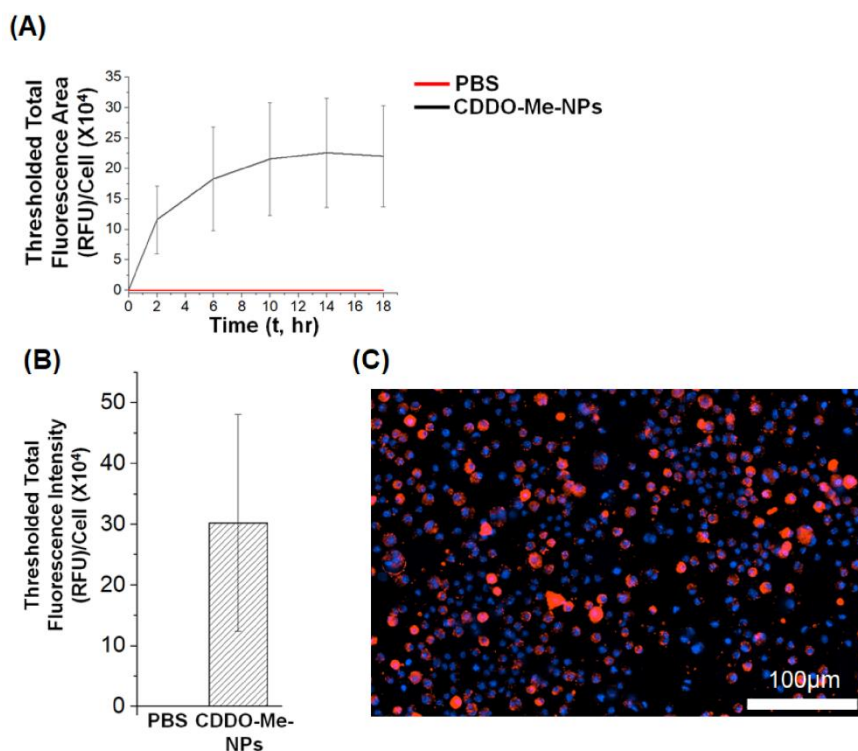 (A)
Thresholded Total
Fluorescence Area
(RFU)/Cell (X10⁴)
35
30
25
20
15
10
5
0
0 2 4 6 8 10 12 14 16 18
Time (t, hr)
PBS
CDDO-Me-NPs
(B)
Thresholded Total
Fluorescence Intensity
(RFU)/Cell (X10⁴)
50
40
30
20
10
0
PBS CDDO-Me-
NPs
(C)
100μm